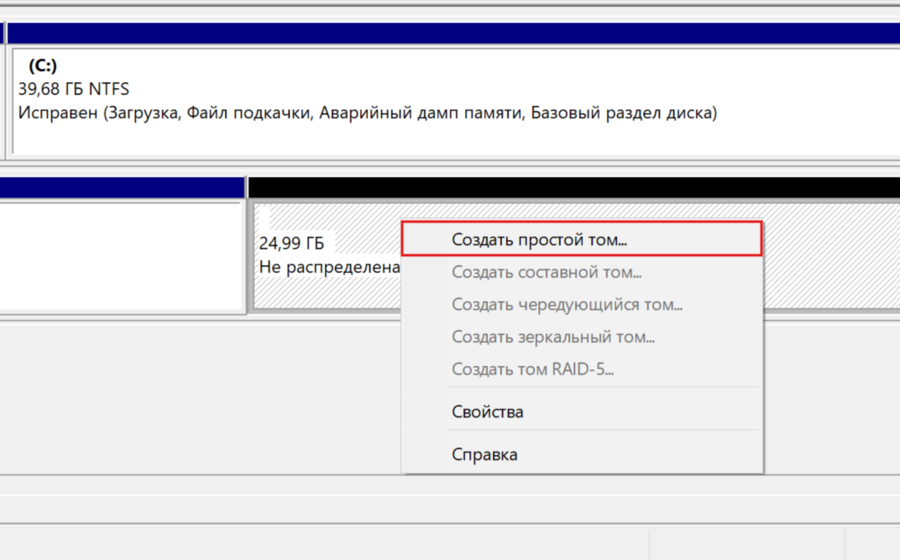 (C:)
39,68 ГБ NTFS
Исправен (Загрузка, Файл подкачки, Аварийный дамп памяти, Базовый раздел диска)
24,99 ГБ
Не распределена
Создать простой том...
Создать составной том...
Создать чередующийся том...
Создать зеркальный том...
Создать том RAID-5...
Свойства
Справка